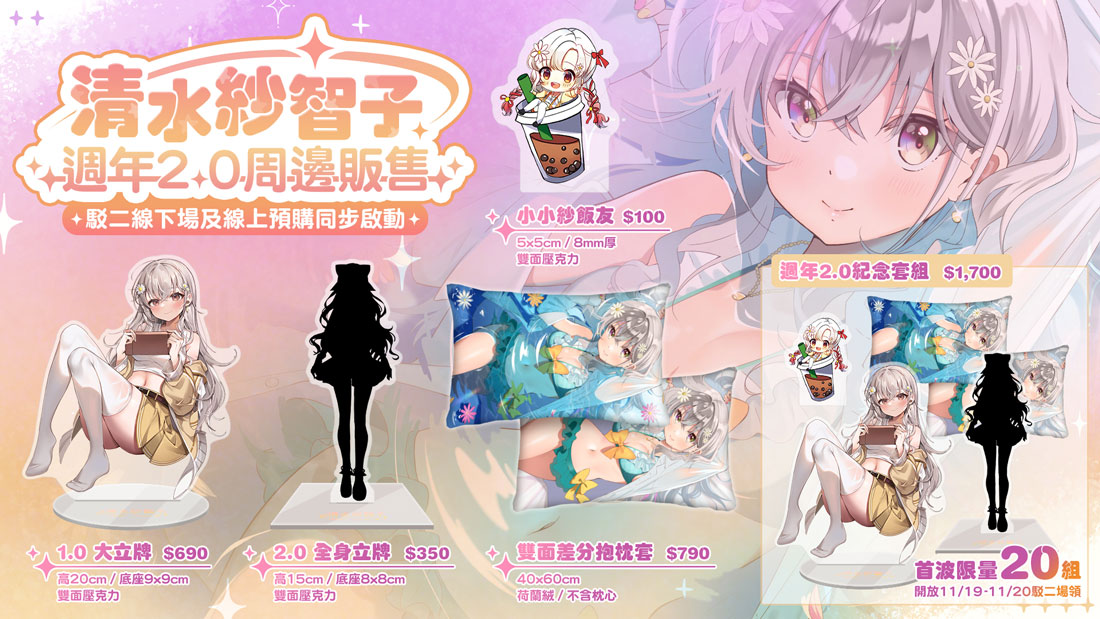 清水紗智子
週年2.0周邊販售
駁二線下場及線上預購同步啟動
小小紗飯友 $100
5x5cm / 8mm厚
雙面壓克力
週年2.0紀念套組 $1,700
1.0 大立牌 $690
高20cm / 底座9x9cm
雙面壓克力
2.0 全身立牌 $350
高15cm / 底座8x8cm
雙面壓克力
雙面差分抱枕套 $790
40x60cm
荷蘭絨 / 不含枕心
首波限量20組
開放11/19-11/20駁二場領